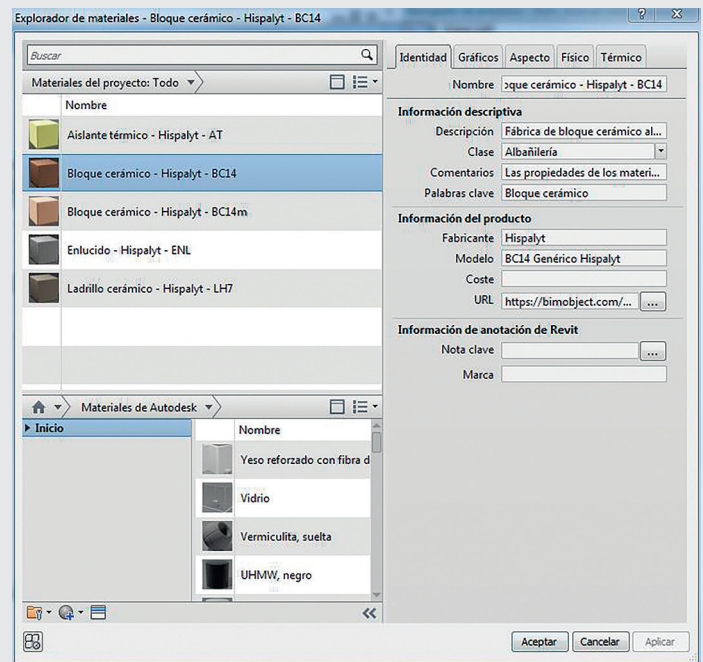 Explorador de materiales - Bloque cerámico - Hispalyt - BC14
Buscar
Materiales del proyecto: Todo
Nombre
Aislante térmico - Hispalyt - AT
Bloque cerámico - Hispalyt - BC14
Bloque cerámico - Hispalyt - BC14m
Enlucido - Hispalyt - ENL
Ladrillo cerámico - Hispalyt - LH7
Materiales de Autodesk
Inicio
Nombre
Yeso reforzado con fibra d
Vidrio
Vermiculita, suelta
UHMW, negro
Identidad Gráficos Aspecto Físico Térmico
Nombre oque cerámico - Hispalyt - BC14
Información descriptiva
Descripción Fábrica de bloque cerámico al...
Clase Albañilería
Comentarios Las propiedades de los materi...
Palabras clave Bloque cerámico
Información del producto
Fabricante Hispalyt
Modelo BC14 Genérico Hispalyt
Coste
URL https://bimobject.com/... ...
Información de anotación de Revit
Nota clave ...
Marca
Aceptar Cancelar Aplicar